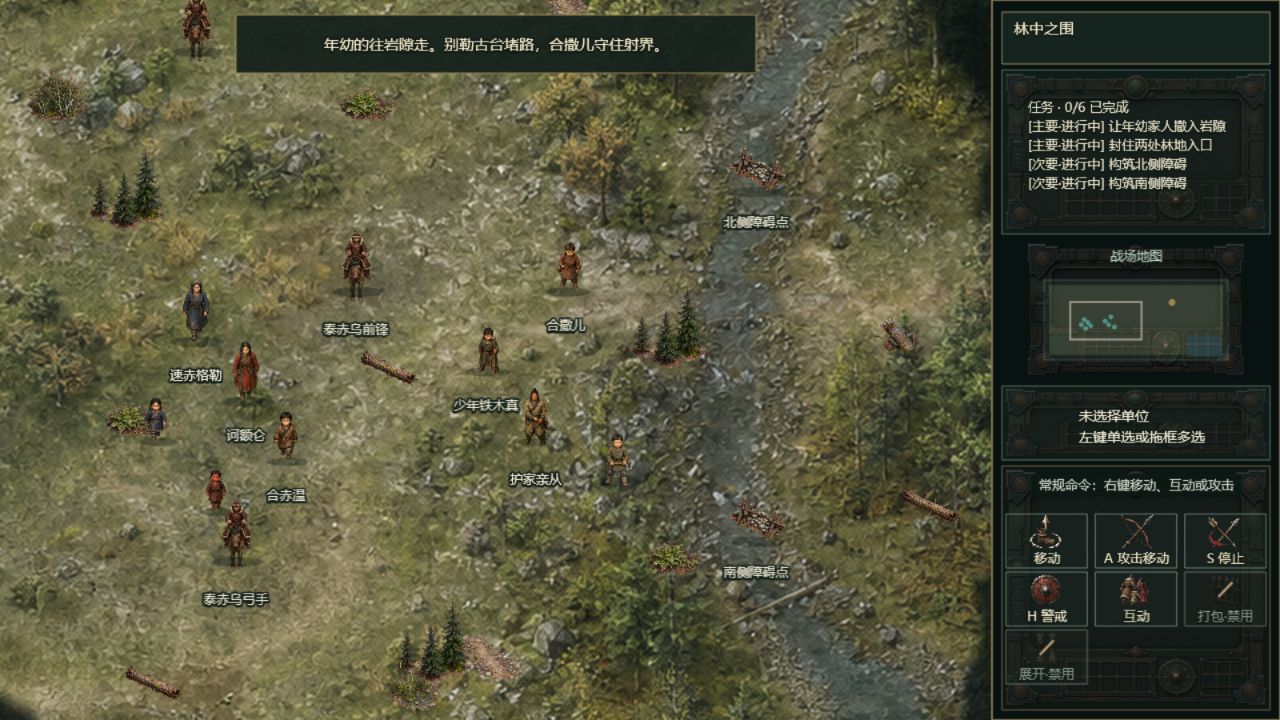 年幼的往岩隙走。别勒古台堵路，合撒儿守住射界。
林中之围
任务 · 0/6 已完成
[主要·进行中] 让年幼家人撤入岩隙
[主要·进行中] 封住两处林地入口
[次要·进行中] 构筑北侧障碍
[次要·进行中] 构筑南侧障碍
北侧障碍点
战场地图
泰赤乌前锋
合撒儿
速赤格勒
少年铁木真
诃额仑
护家亲从
合赤温
南侧障碍点
泰赤乌弓手
未选择单位
左键单选或拖框多选
常规命令：右键移动、互动或攻击
移动
A 攻击移动
S 停止
H 警戒
互动
打包·禁用
展开·禁用